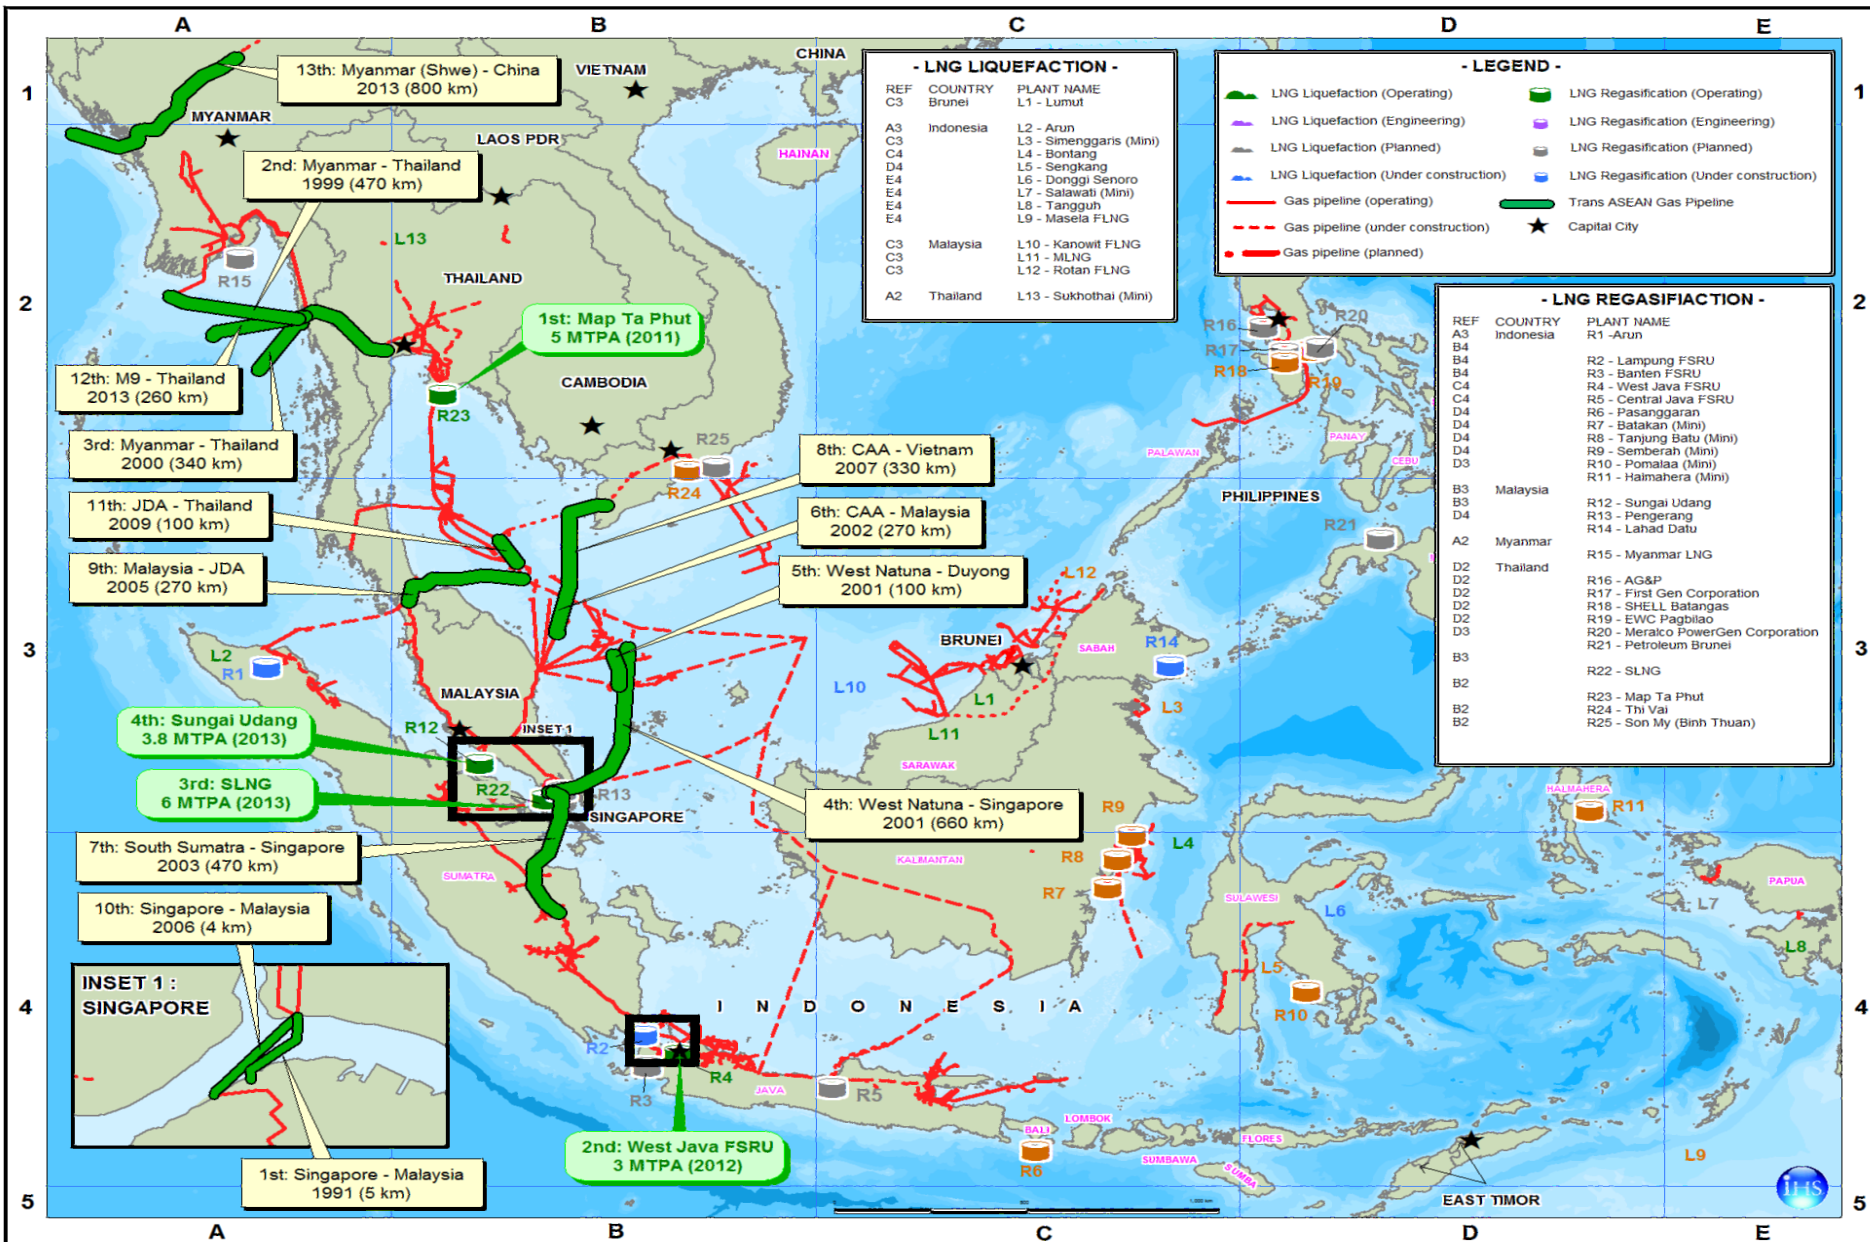 A B C D E
1 1
2 2
3 3
4 4
5 5
A B C D E
13th: Myanmar (Shwe) - China
2013 (800 km)
2nd: Myanmar - Thailand
1999 (470 km)
12th: M9 - Thailand
2013 (260 km)
3rd: Myanmar - Thailand
2000 (340 km)
11th: JDA - Thailand
2009 (100 km)
9th: Malaysia - JDA
2005 (270 km)
8th: CAA - Vietnam
2007 (330 km)
6th: CAA - Malaysia
2002 (270 km)
5th: West Natuna - Duyong
2001 (100 km)
4th: West Natuna - Singapore
2001 (660 km)
7th: South Sumatra - Singapore
2003 (470 km)
10th: Singapore - Malaysia
2006 (4 km)
1st: Singapore - Malaysia
1991 (5 km)
1st: Map Ta Phut
5 MTPA (2011)
4th: Sungai Udang
3.8 MTPA (2013)
3rd: SLNG
6 MTPA (2013)
2nd: West Java FSRU
3 MTPA (2012)
INSET 1 :
SINGAPORE
CHINA
VIETNAM
MYANMAR
LAOS PDR
HAINAN
THAILAND
CAMBODIA
PHILIPPINES
PALAWAN
PANAY
CEBU
BRUNEI
SABAH
MALAYSIA
INSET 1
SARAWAK
SINGAPORE
KALIMANTAN
SUMATRA
SULAWESI
HALMAHERA
PAPUA
INDONESIA
JAVA
BALI
LOMBOK
SUMBAWA
FLORES
SUMBA
EAST TIMOR
L13
R15
R23
R25
R24
R16
R17
R18
R20
R19
R21
L12
R14
L10
L1
L3
L11
L2
R1
R12
R22
R13
R9
R8
R7
L4
R11
L6
L7
L8
L5
R10
R2
R3
R4
R5
R6
L9
- LNG LIQUEFACTION -
REF COUNTRY PLANT NAME
C3 Brunei L1 - Lumut
A3 Indonesia L2 - Arun
C3 L3 - Simenggaris (Mini)
C4 L4 - Bontang
D4 L5 - Sengkang
E4 L6 - Donggi Senoro
E4 L7 - Salawati (Mini)
E4 L8 - Tangguh
E4 L9 - Masela FLNG
C3 Malaysia L10 - Kanowit FLNG
C3 L11 - MLNG
C3 L12 - Rotan FLNG
A2 Thailand L13 - Sukhothai (Mini)
- LEGEND -
LNG Liquefaction (Operating) LNG Regasification (Operating)
LNG Liquefaction (Engineering) LNG Regasification (Engineering)
LNG Liquefaction (Planned) LNG Regasification (Planned)
LNG Liquefaction (Under construction) LNG Regasification (Under construction)
Gas pipeline (operating) Trans ASEAN Gas Pipeline
Gas pipeline (under construction) Capital City
Gas pipeline (planned)
- LNG REGASIFIACTION -
REF COUNTRY PLANT NAME
A3 Indonesia R1 -Arun
B4
B4 R2 - Lampung FSRU
B4 R3 - Banten FSRU
C4 R4 - West Java FSRU
C4 R5 - Central Java FSRU
D4 R6 - Pasanggaran
D4 R7 - Batakan (Mini)
D4 R8 - Tanjung Batu (Mini)
D4 R9 - Semberah (Mini)
D3 R10 - Pomalaa (Mini)
R11 - Halmahera (Mini)
B3 Malaysia
B3 R12 - Sungai Udang
D4 R13 - Pengerang
R14 - Lahad Datu
A2 Myanmar
R15 - Myanmar LNG
D2 Thailand
D2 R16 - AG&P
D2 R17 - First Gen Corporation
D2 R18 - SHELL Batangas
D2 R19 - EWC Pagbilao
D3 R20 - Meralco PowerGen Corporation
R21 - Petroleum Brunei
B3
R22 - SLNG
B2
R23 - Map Ta Phut
B2 R24 - Thi Vai
B2 R25 - Son My (Binh Thuan)
IHS